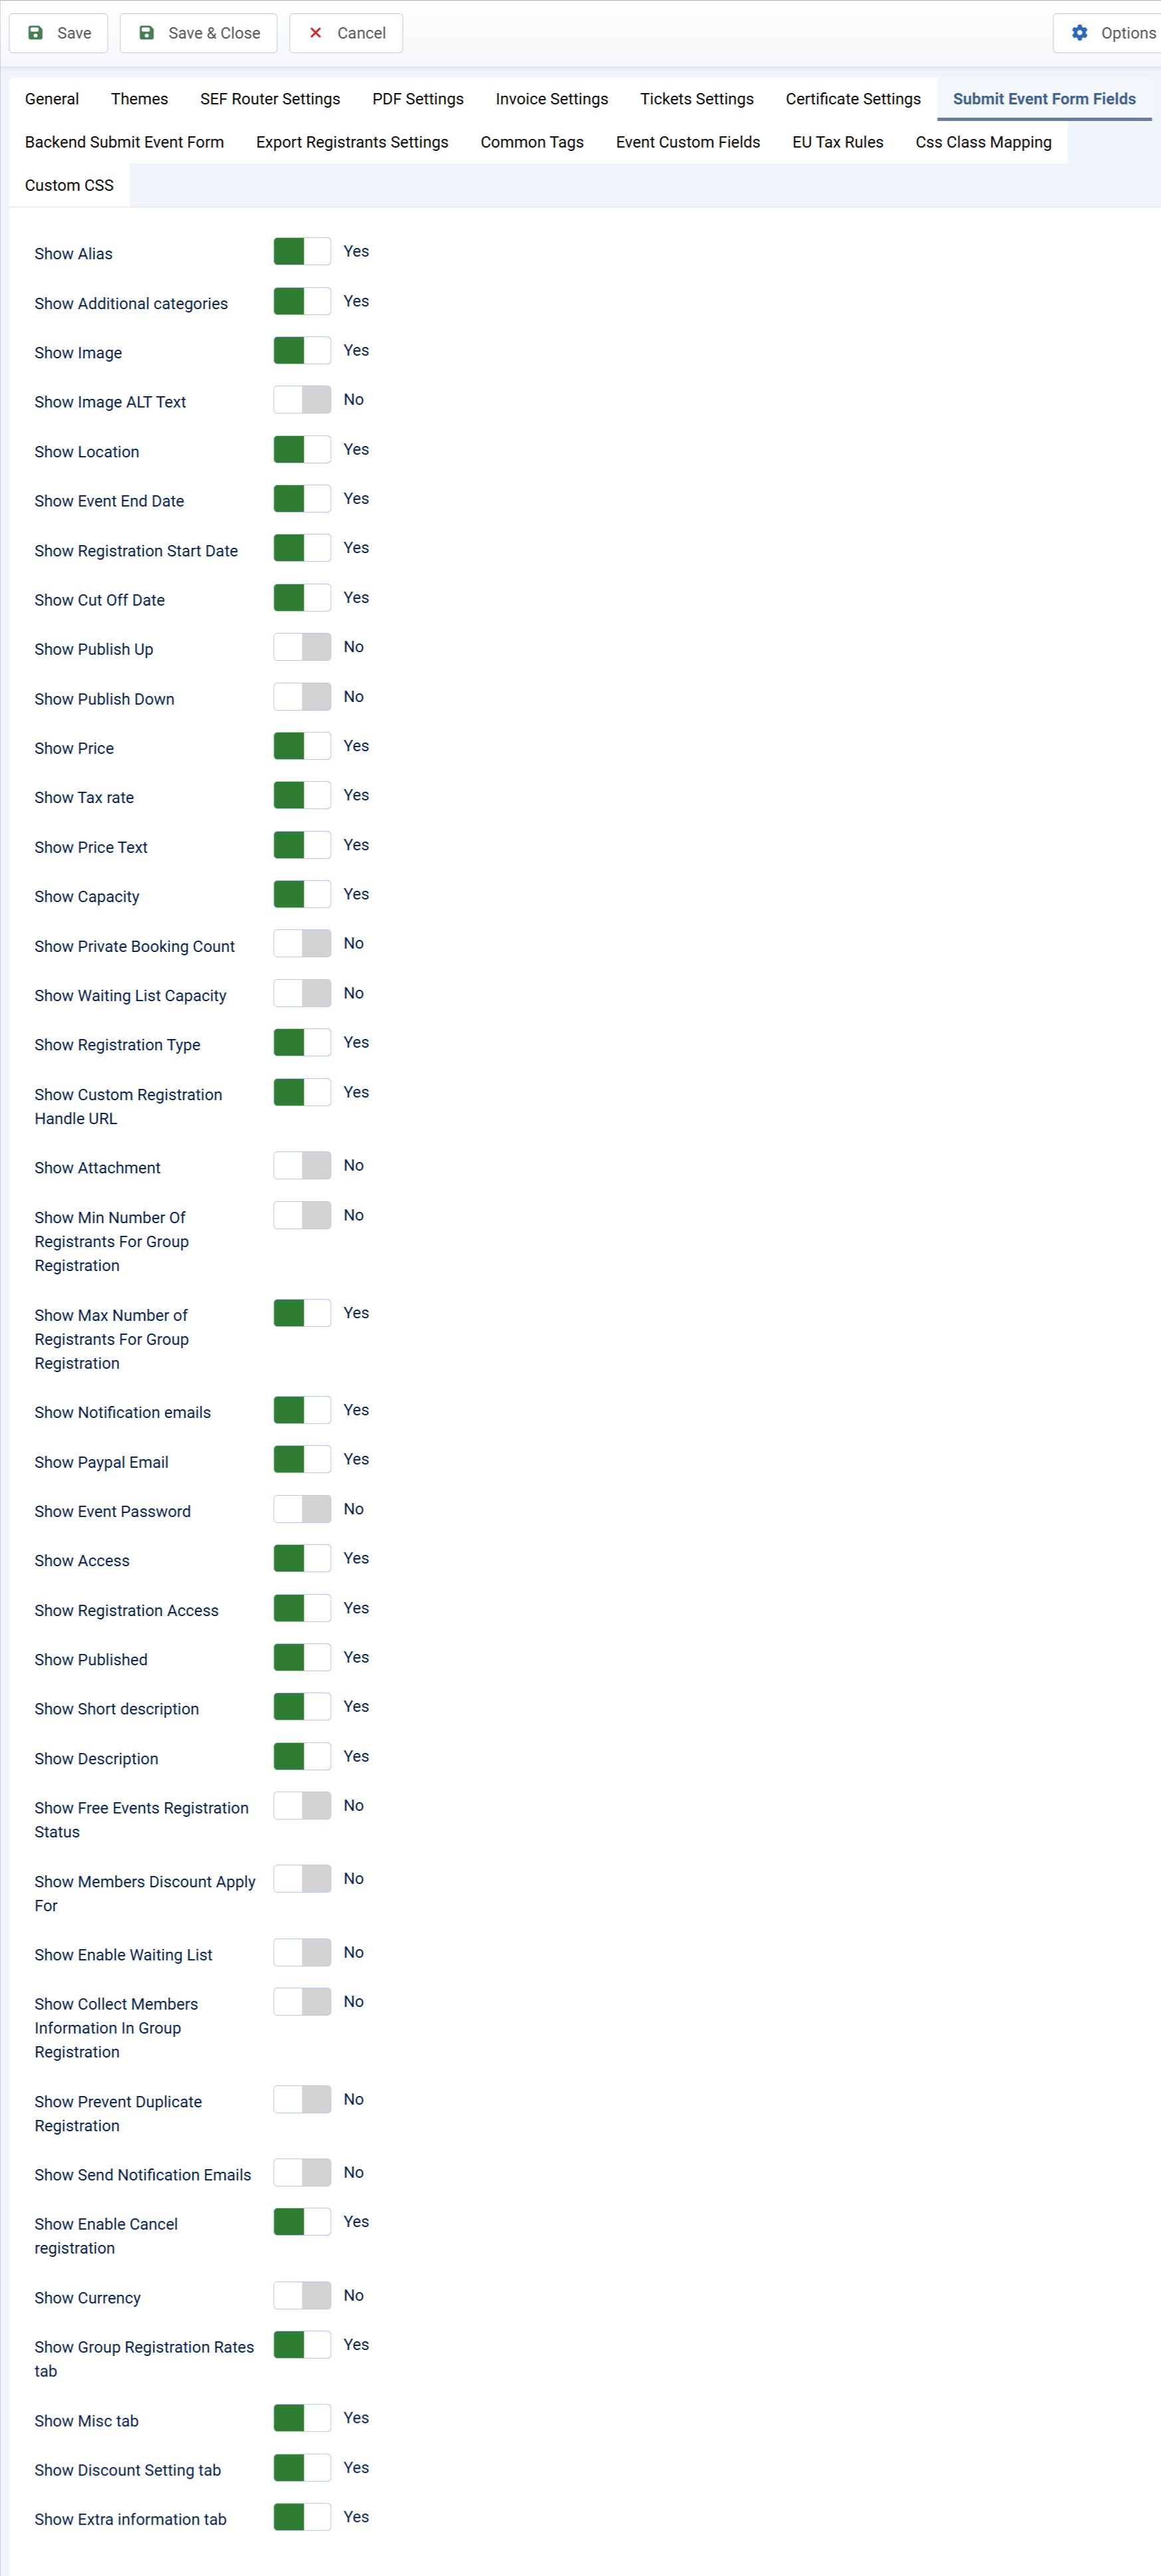 Save Save & Close Cancel Options
General Themes SEF Router Settings PDF Settings Invoice Settings Tickets Settings Certificate Settings Submit Event Form Fields
Backend Submit Event Form Export Registrants Settings Common Tags Event Custom Fields EU Tax Rules Css Class Mapping
Custom CSS
Show Alias Yes
Show Additional categories Yes
Show Image Yes
Show Image ALT Text No
Show Location Yes
Show Event End Date Yes
Show Registration Start Date Yes
Show Cut Off Date Yes
Show Publish Up No
Show Publish Down No
Show Price Yes
Show Tax rate Yes
Show Price Text Yes
Show Capacity Yes
Show Private Booking Count No
Show Waiting List Capacity No
Show Registration Type Yes
Show Custom Registration Yes
Handle URL
Show Attachment No
Show Min Number Of No
Registrants For Group
Registration
Show Max Number of Yes
Registrants For Group
Registration
Show Notification emails Yes
Show Paypal Email Yes
Show Event Password No
Show Access Yes
Show Registration Access Yes
Show Published Yes
Show Short description Yes
Show Description Yes
Show Free Events Registration No
Status
Show Members Discount Apply No
For
Show Enable Waiting List No
Show Collect Members No
Information In Group
Registration
Show Prevent Duplicate No
Registration
Show Send Notification Emails No
Show Enable Cancel Yes
registration
Show Currency No
Show Group Registration Rates Yes
tab
Show Misc tab Yes
Show Discount Setting tab Yes
Show Extra information tab Yes